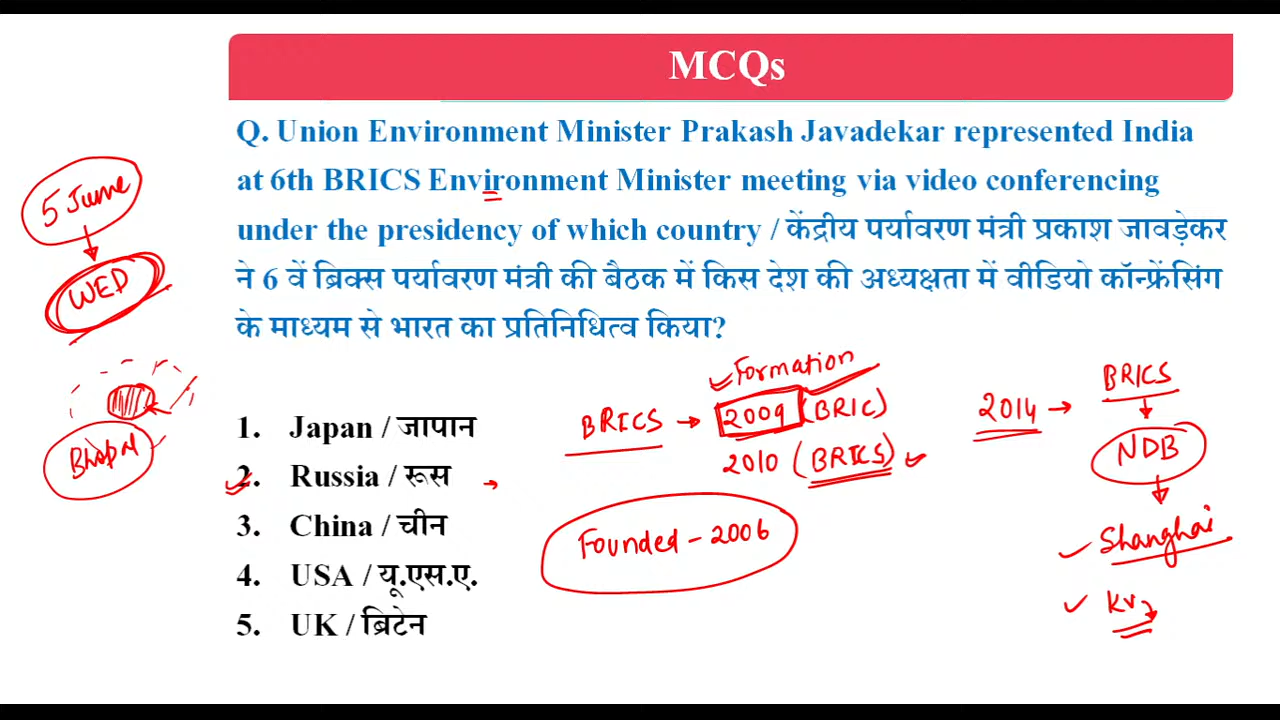 MCQs
Q. Union Environment Minister Prakash Javadekar represented India
at 6th BRICS Environment Minister meeting via video conferencing
under the presidency of which country / केंद्रीय पर्यावरण मंत्री प्रकाश जावड़ेकर
ने 6 वें ब्रिक्स पर्यावरण मंत्री की बैठक में किस देश की अध्यक्षता में वीडियो कॉन्फ्रेंसिंग
के माध्यम से भारत का प्रतिनिधित्व किया?
1. Japan / जापान
2. Russia / रूस
3. China / चीन
4. USA / यू.एस.ए.
5. UK / ब्रिटेन
5 June
WED
Bhopal
Formation
BRICS → 2009 (BRIC)
2010 (BRICS)
Founded - 2006
2014 → BRICS
NDB
Shanghai
KV